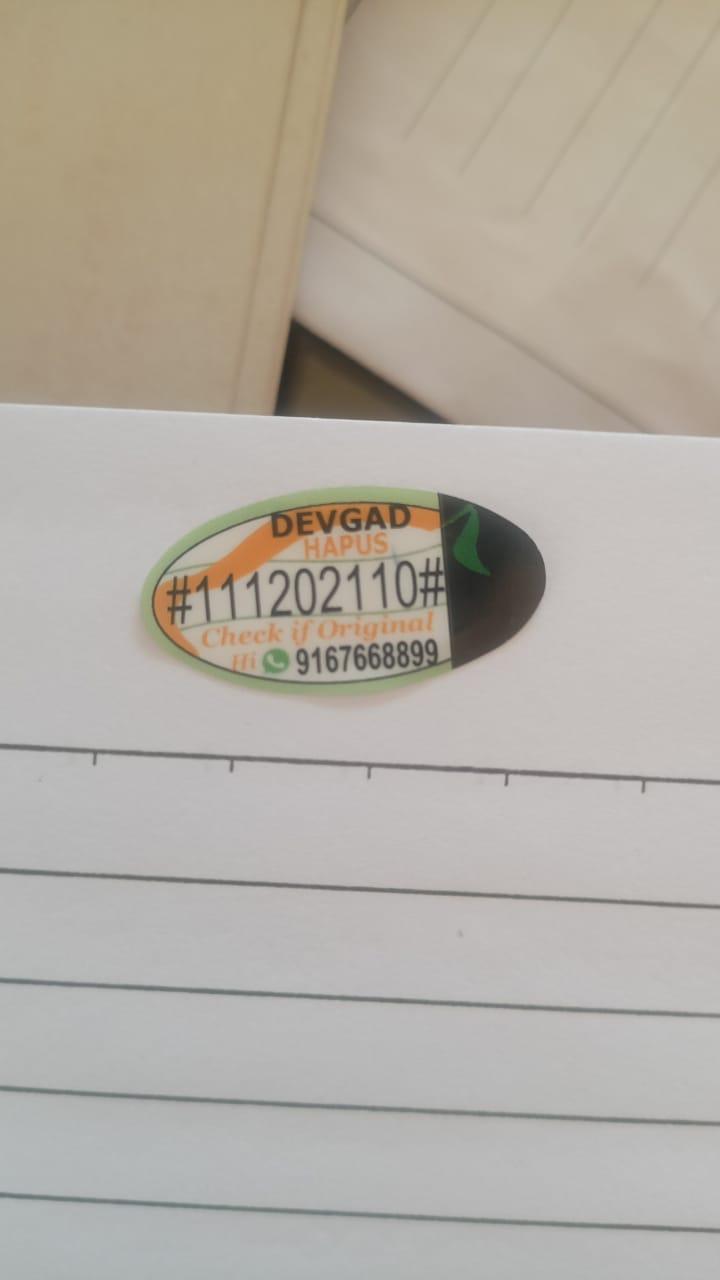 DEVGAD
HAPUS
#111202110#
Check if Original
Hi 9167668899